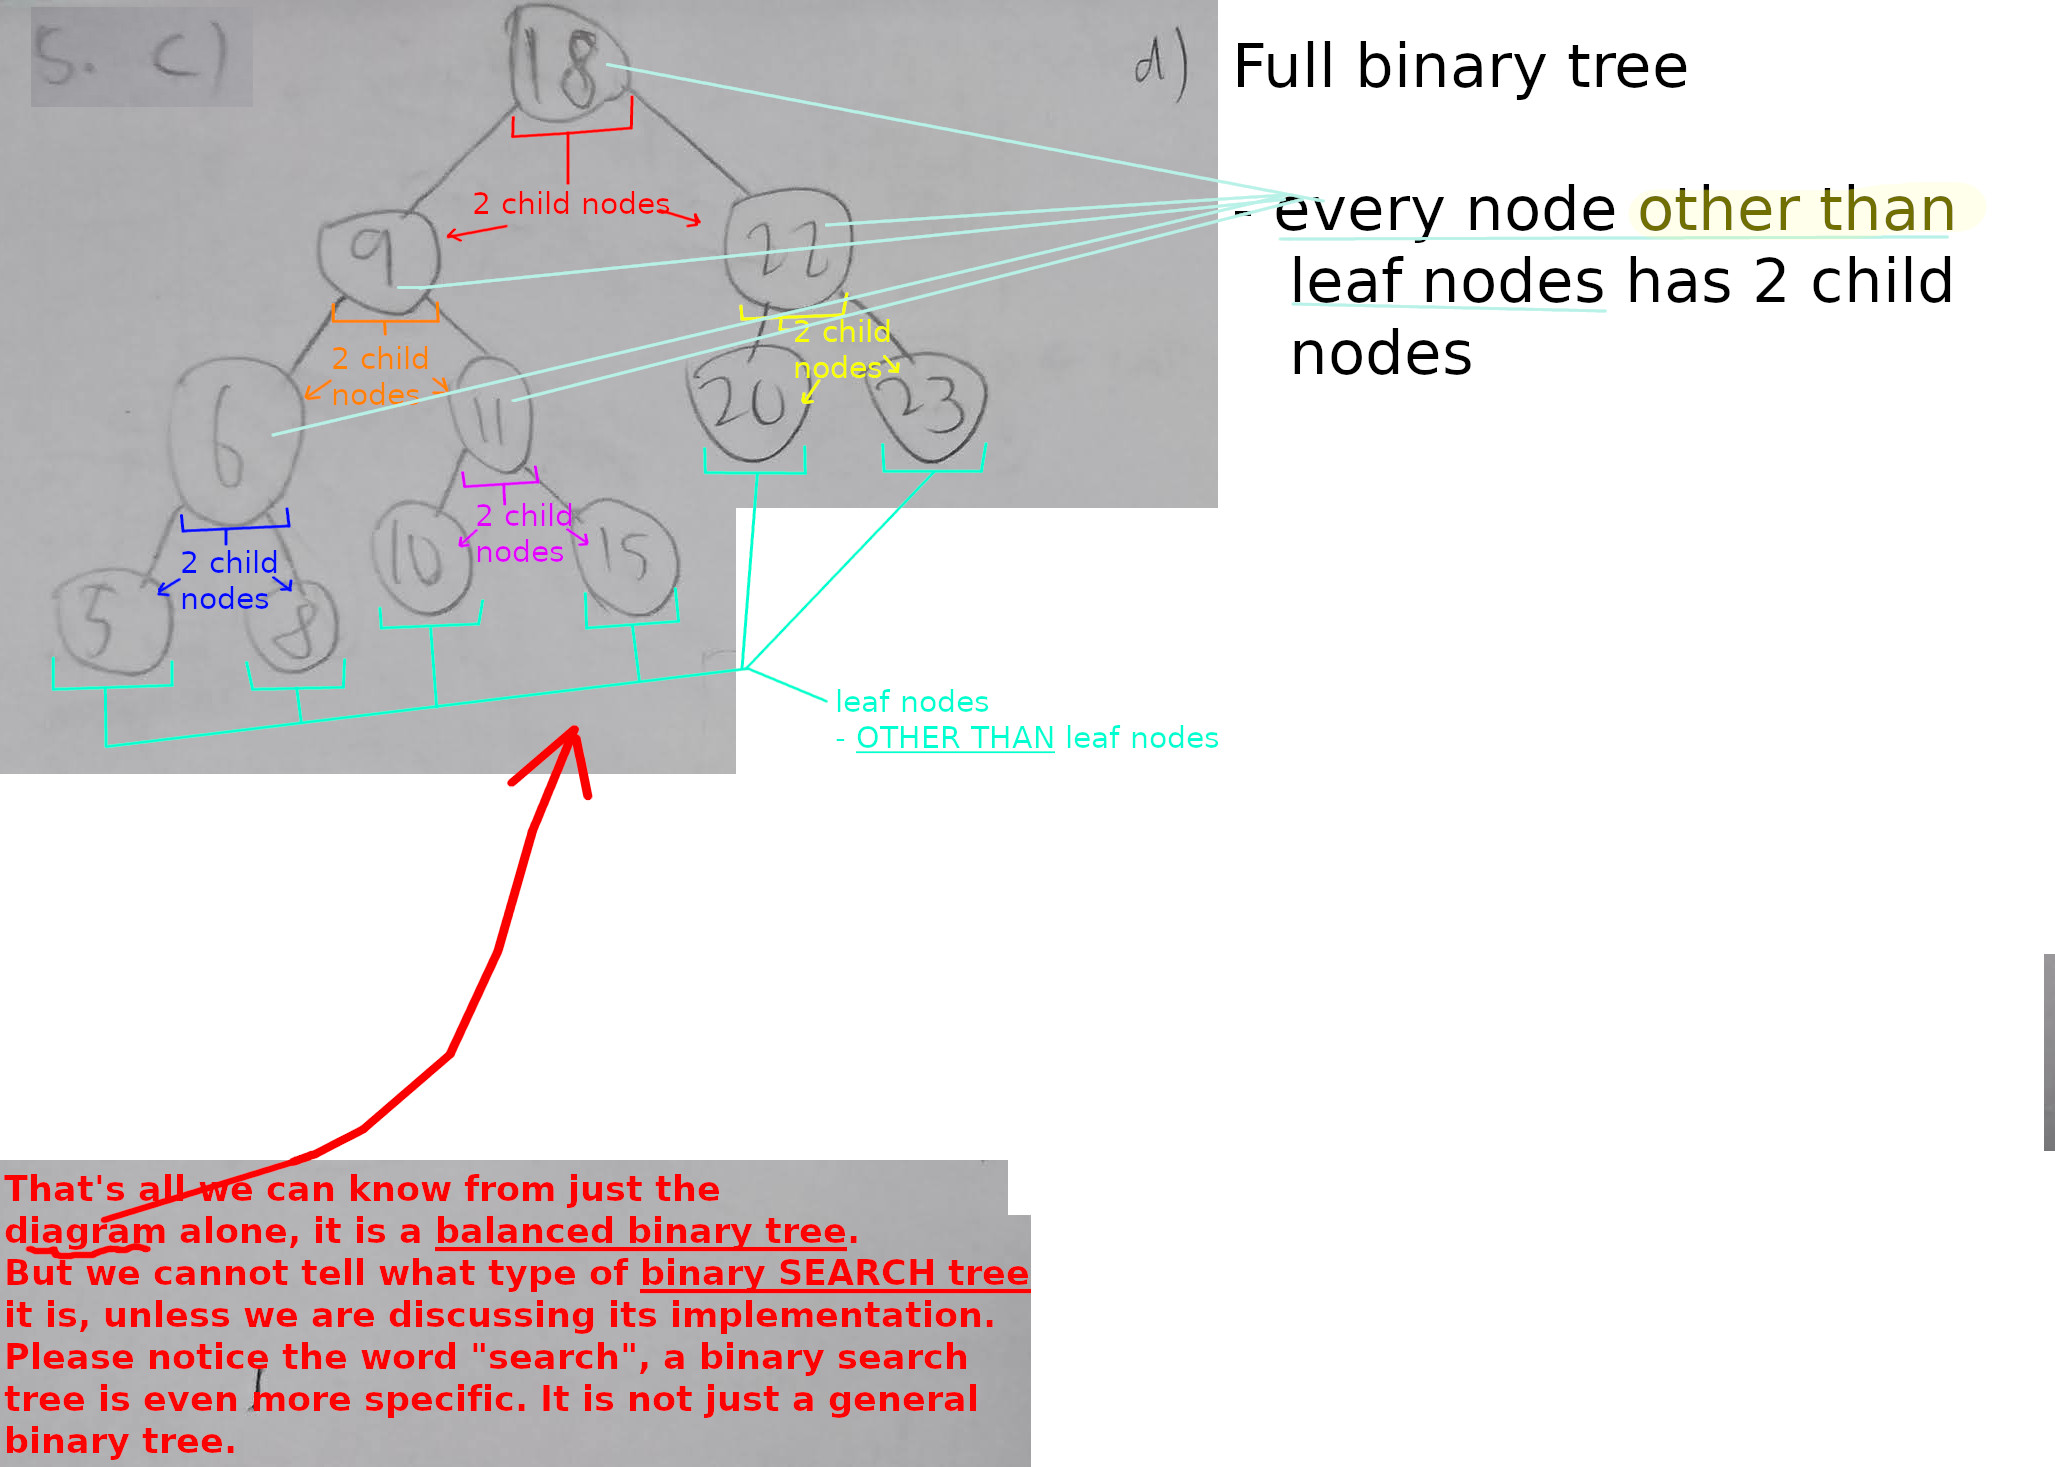 5. c)
18
d)
Full binary tree
2 child nodes
9
22
- every node other than
leaf nodes has 2 child
nodes
2 child
nodes
2 child
nodes
6
11
20
23
2 child
nodes
10
15
2 child
nodes
5
8
leaf nodes
- OTHER THAN leaf nodes
That's all we can know from just the
diagram alone, it is a balanced binary tree.
But we cannot tell what type of binary SEARCH tree
it is, unless we are discussing its implementation.
Please notice the word "search", a binary search
tree is even more specific. It is not just a general
binary tree.